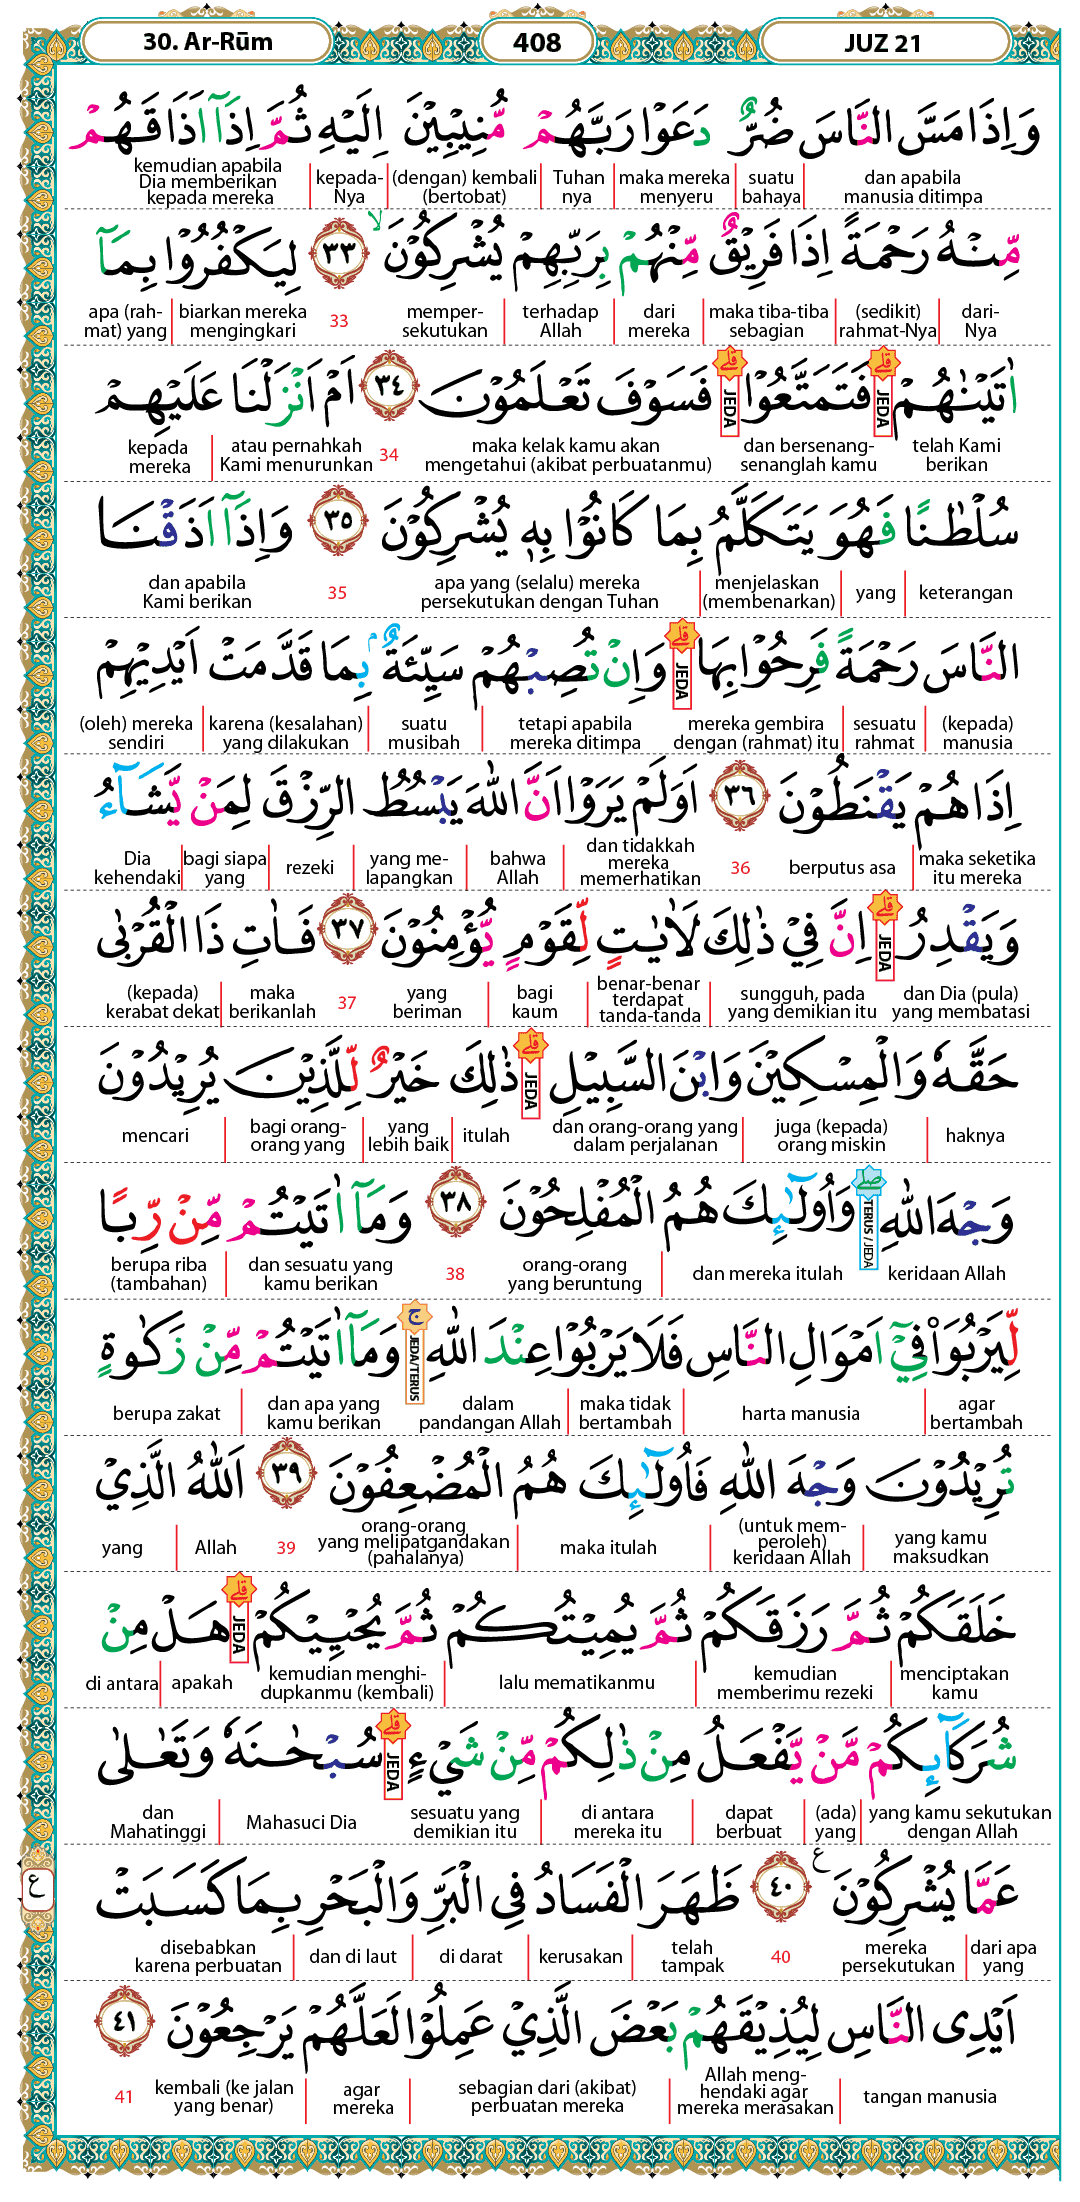 30. Ar-Rūm 408 JUZ 21
وَاِذَا مَسَّ النَّاسَ ضُرٌّ دَعَوْا رَبَّهُمْ مُّنِيْبِيْنَ اِلَيْهِ ثُمَّ اِذَآ اَذَاقَهُمْ
dan apabila manusia ditimpa | suatu bahaya | maka mereka menyeru | Tuhan nya | (dengan) kembali (bertobat) | kepada-Nya | kemudian apabila Dia memberikan kepada mereka
مِّنْهُ رَحْمَةً اِذَا فَرِيْقٌ مِّنْهُمْ بِرَبِّهِمْ يُشْرِكُوْنَ ۙ ٣٣ لِيَكْفُرُوْا بِمَآ
dari-Nya | (sedikit) rahmat-Nya | maka tiba-tiba sebagian | dari mereka | terhadap Allah | memper-sekutukan 33 biarkan mereka mengingkari | apa (rah-mat) yang
اٰتَيْنٰهُمْ ۗ JEDA فَتَمَتَّعُوْا ۗ JEDA فَسَوْفَ تَعْلَمُوْنَ ٣٤ اَمْ اَنْزَلْنَا عَلَيْهِمْ
telah Kami berikan dan bersenang-senanglah kamu maka kelak kamu akan mengetahui (akibat perbuatanmu) 34 atau pernahkah Kami menurunkan | kepada mereka
سُلْطٰنًا فَهُوَ يَتَكَلَّمُ بِمَا كَانُوْا بِهٖ يُشْرِكُوْنَ ٣٥ وَاِذَآ اَذَقْنَا
keterangan | yang | menjelaskan (membenarkan) | apa yang (selalu) mereka persekutukan dengan Tuhan 35 dan apabila Kami berikan
النَّاسَ رَحْمَةً فَرِحُوْا بِهَا ۗ JEDA وَاِنْ تُصِبْهُمْ سَيِّئَةٌ ۢ بِمَا قَدَّمَتْ اَيْدِيْهِمْ
(kepada) manusia | sesuatu rahmat | mereka gembira dengan (rahmat) itu tetapi apabila mereka ditimpa | suatu musibah | karena (kesalahan) yang dilakukan | (oleh) mereka sendiri
اِذَا هُمْ يَقْنَطُوْنَ ٣٦ اَوَلَمْ يَرَوْا اَنَّ اللّٰهَ يَبْسُطُ الرِّزْقَ لِمَنْ يَّشَاۤءُ
maka seketika itu mereka | berputus asa 36 dan tidakkah mereka memerhatikan | bahwa Allah | yang me-lapangkan | rezeki | bagi siapa yang | Dia kehendaki
وَيَقْدِرُ ۗ JEDA اِنَّ فِيْ ذٰلِكَ لَاٰيٰتٍ لِّقَوْمٍ يُّؤْمِنُوْنَ ٣٧ فَاٰتِ ذَا الْقُرْبٰى
dan Dia (pula) yang membatasi sungguh, pada yang demikian itu | benar-benar terdapat tanda-tanda | bagi kaum | yang beriman 37 maka berikanlah | (kepada) kerabat dekat
حَقَّهٗ وَالْمِسْكِيْنَ وَابْنَ السَّبِيْلِ ۗ JEDA ذٰلِكَ خَيْرٌ لِّلَّذِيْنَ يُرِيْدُوْنَ
haknya | juga (kepada) orang miskin | dan orang-orang yang dalam perjalanan itulah | yang lebih baik | bagi orang-orang yang | mencari
وَجْهَ اللّٰهِ ۖ TERUS / JEDA وَاُولٰۤىِٕكَ هُمُ الْمُفْلِحُوْنَ ٣٨ وَمَآ اٰتَيْتُمْ مِّنْ رِّبًا
keridaan Allah dan mereka itulah | orang-orang yang beruntung 38 dan sesuatu yang kamu berikan | berupa riba (tambahan)
لِّيَرْبُوَا۟ فِيْٓ اَمْوَالِ النَّاسِ فَلَا يَرْبُوْا عِنْدَ اللّٰهِ ۚ JEDA/TERUS وَمَآ اٰتَيْتُمْ مِّنْ زَكٰوةٍ
agar bertambah | harta manusia | maka tidak bertambah | dalam pandangan Allah dan apa yang kamu berikan | berupa zakat
تُرِيْدُوْنَ وَجْهَ اللّٰهِ فَاُولٰۤىِٕكَ هُمُ الْمُضْعِفُوْنَ ٣٩ اَللّٰهُ الَّذِيْ
yang kamu maksudkan | (untuk mem-peroleh) keridaan Allah | maka itulah | orang-orang yang melipatgandakan (pahalanya) 39 Allah | yang
خَلَقَكُمْ ثُمَّ رَزَقَكُمْ ثُمَّ يُمِيْتُكُمْ ثُمَّ يُحْيِيْكُمْ ۗ JEDA هَلْ مِنْ
menciptakan kamu | kemudian memberimu rezeki | lalu mematikanmu | kemudian menghi-dupkanmu (kembali) apakah | di antara
شُرَكَاۤىِٕكُمْ مَّنْ يَّفْعَلُ مِنْ ذٰلِكُمْ مِّنْ شَيْءٍ ۗ JEDA سُبْحٰنَهٗ وَتَعٰلٰى
yang kamu sekutukan dengan Allah | (ada) yang | dapat berbuat | di antara mereka itu | sesuatu yang demikian itu Mahasuci Dia | dan Mahatinggi
عَمَّا يُشْرِكُوْنَ ع ٤٠ ظَهَرَ الْفَسَادُ فِى الْبَرِّ وَالْبَحْرِ بِمَا كَسَبَتْ ع
dari apa yang | mereka persekutukan 40 telah tampak | kerusakan | di darat | dan di laut | disebabkan karena perbuatan
اَيْدِى النَّاسِ لِيُذِيْقَهُمْ بَعْضَ الَّذِيْ عَمِلُوْا لَعَلَّهُمْ يَرْجِعُوْنَ ٤١
tangan manusia | Allah meng-hendaki agar mereka merasakan | sebagian dari (akibat) perbuatan mereka | agar mereka | kembali (ke jalan yang benar) 41